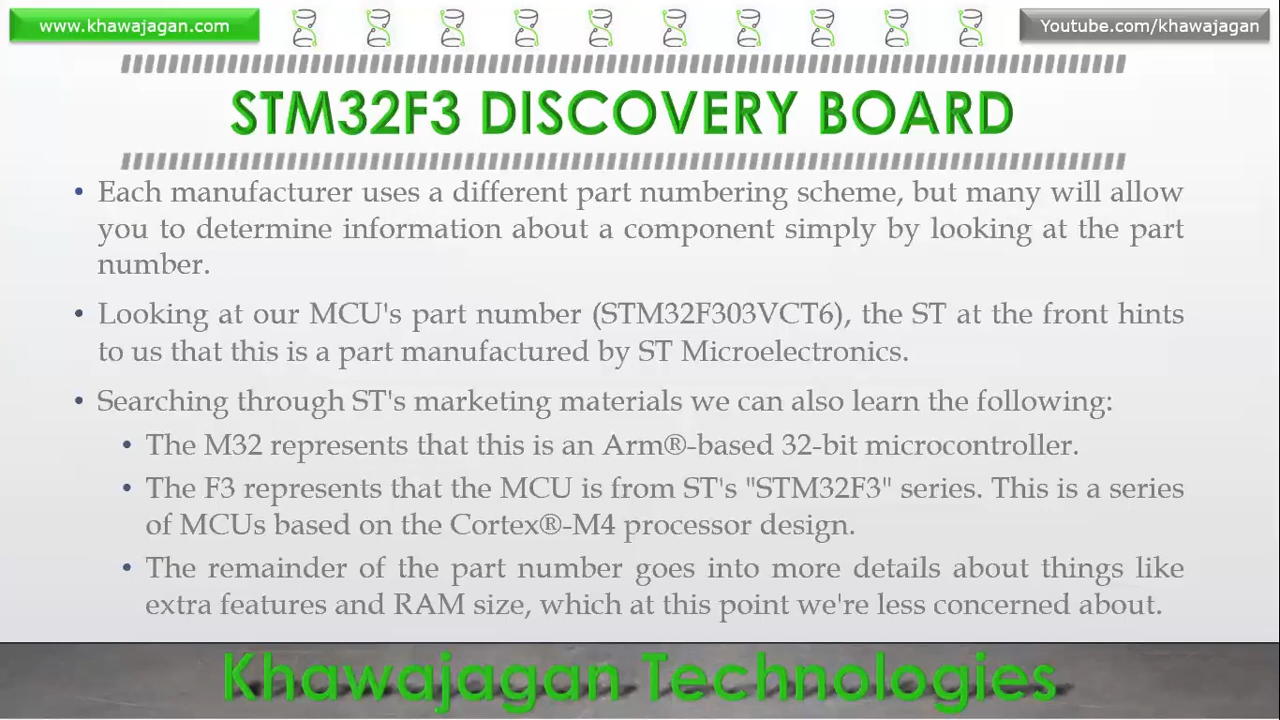 www.khawajagan.com
Youtube.com/khawajagan
STM32F3 DISCOVERY BOARD
• Each manufacturer uses a different part numbering scheme, but many will allow
you to determine information about a component simply by looking at the part
number.
• Looking at our MCU's part number (STM32F303VCT6), the ST at the front hints
to us that this is a part manufactured by ST Microelectronics.
• Searching through ST's marketing materials we can also learn the following:
• The M32 represents that this is an Arm®-based 32-bit microcontroller.
• The F3 represents that the MCU is from ST's "STM32F3" series. This is a series
of MCUs based on the Cortex®-M4 processor design.
• The remainder of the part number goes into more details about things like
extra features and RAM size, which at this point we're less concerned about.
Khawajagan Technologies